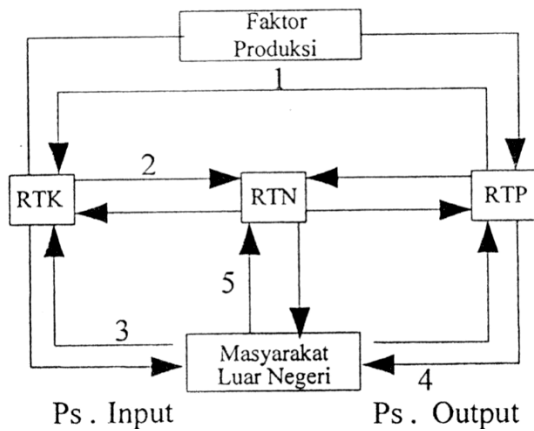 Faktor
Produksi
1
2
RTK
RTN
RTP
5
3
Masyarakat
Luar Negeri
4
Ps . Input
Ps . Output